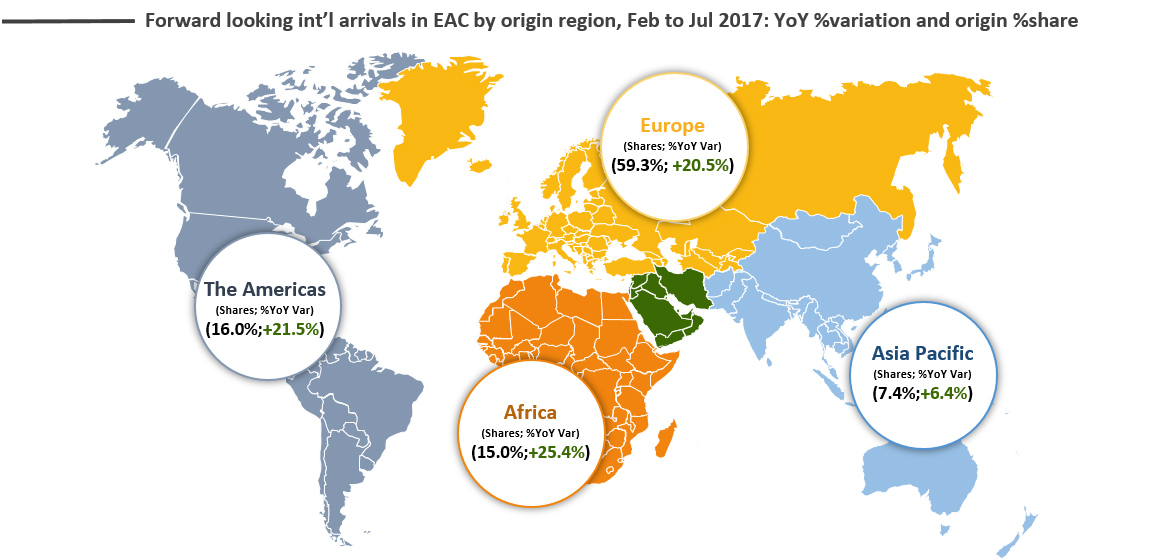 Forward looking int'l arrivals in EAC by origin region, Feb to Jul 2017: YoY %variation and origin %share
Europe
(Shares; %YoY Var)
(59.3%; +20.5%)
The Americas
(Shares; %YoY Var)
(16.0%;+21.5%)
Asia Pacific
(Shares; %YoY Var)
(7.4%;+6.4%)
Africa
(Shares; %YoY Var)
(15.0%;+25.4%)